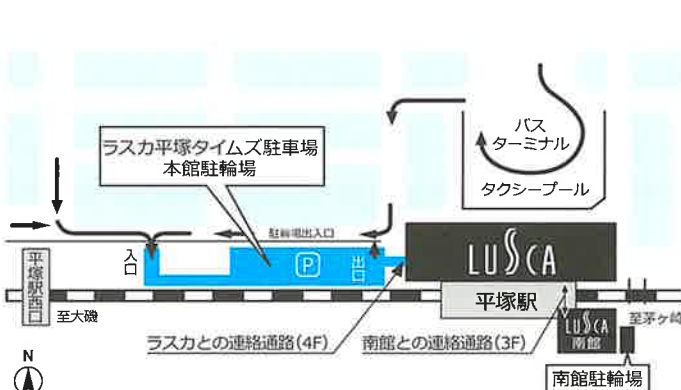 バス
ターミナル
タクシープール
ラスカ平塚タイムズ駐車場
本館駐輪場
駐輪場出入口
入口
P
出口
LUSCA
平塚駅西口
至大磯
平塚駅
至茅ヶ崎
ラスカとの連絡通路(4F)
南館との連絡通路(3F)
LUSCA
南館
南館駐輪場
N